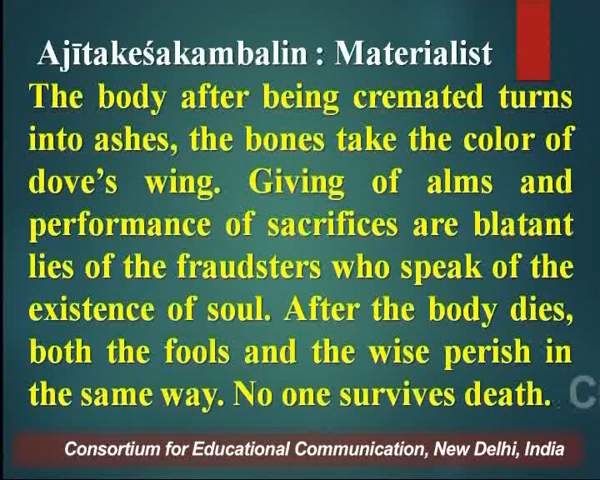 Ajītakeśakambalin : Materialist
The body after being cremated turns
into ashes, the bones take the color of
dove's wing. Giving of alms and
performance of sacrifices are blatant
lies of the fraudsters who speak of the
existence of soul. After the body dies,
both the fools and the wise perish in
the same way. No one survives death.
C
Consortium for Educational Communication, New Delhi, India